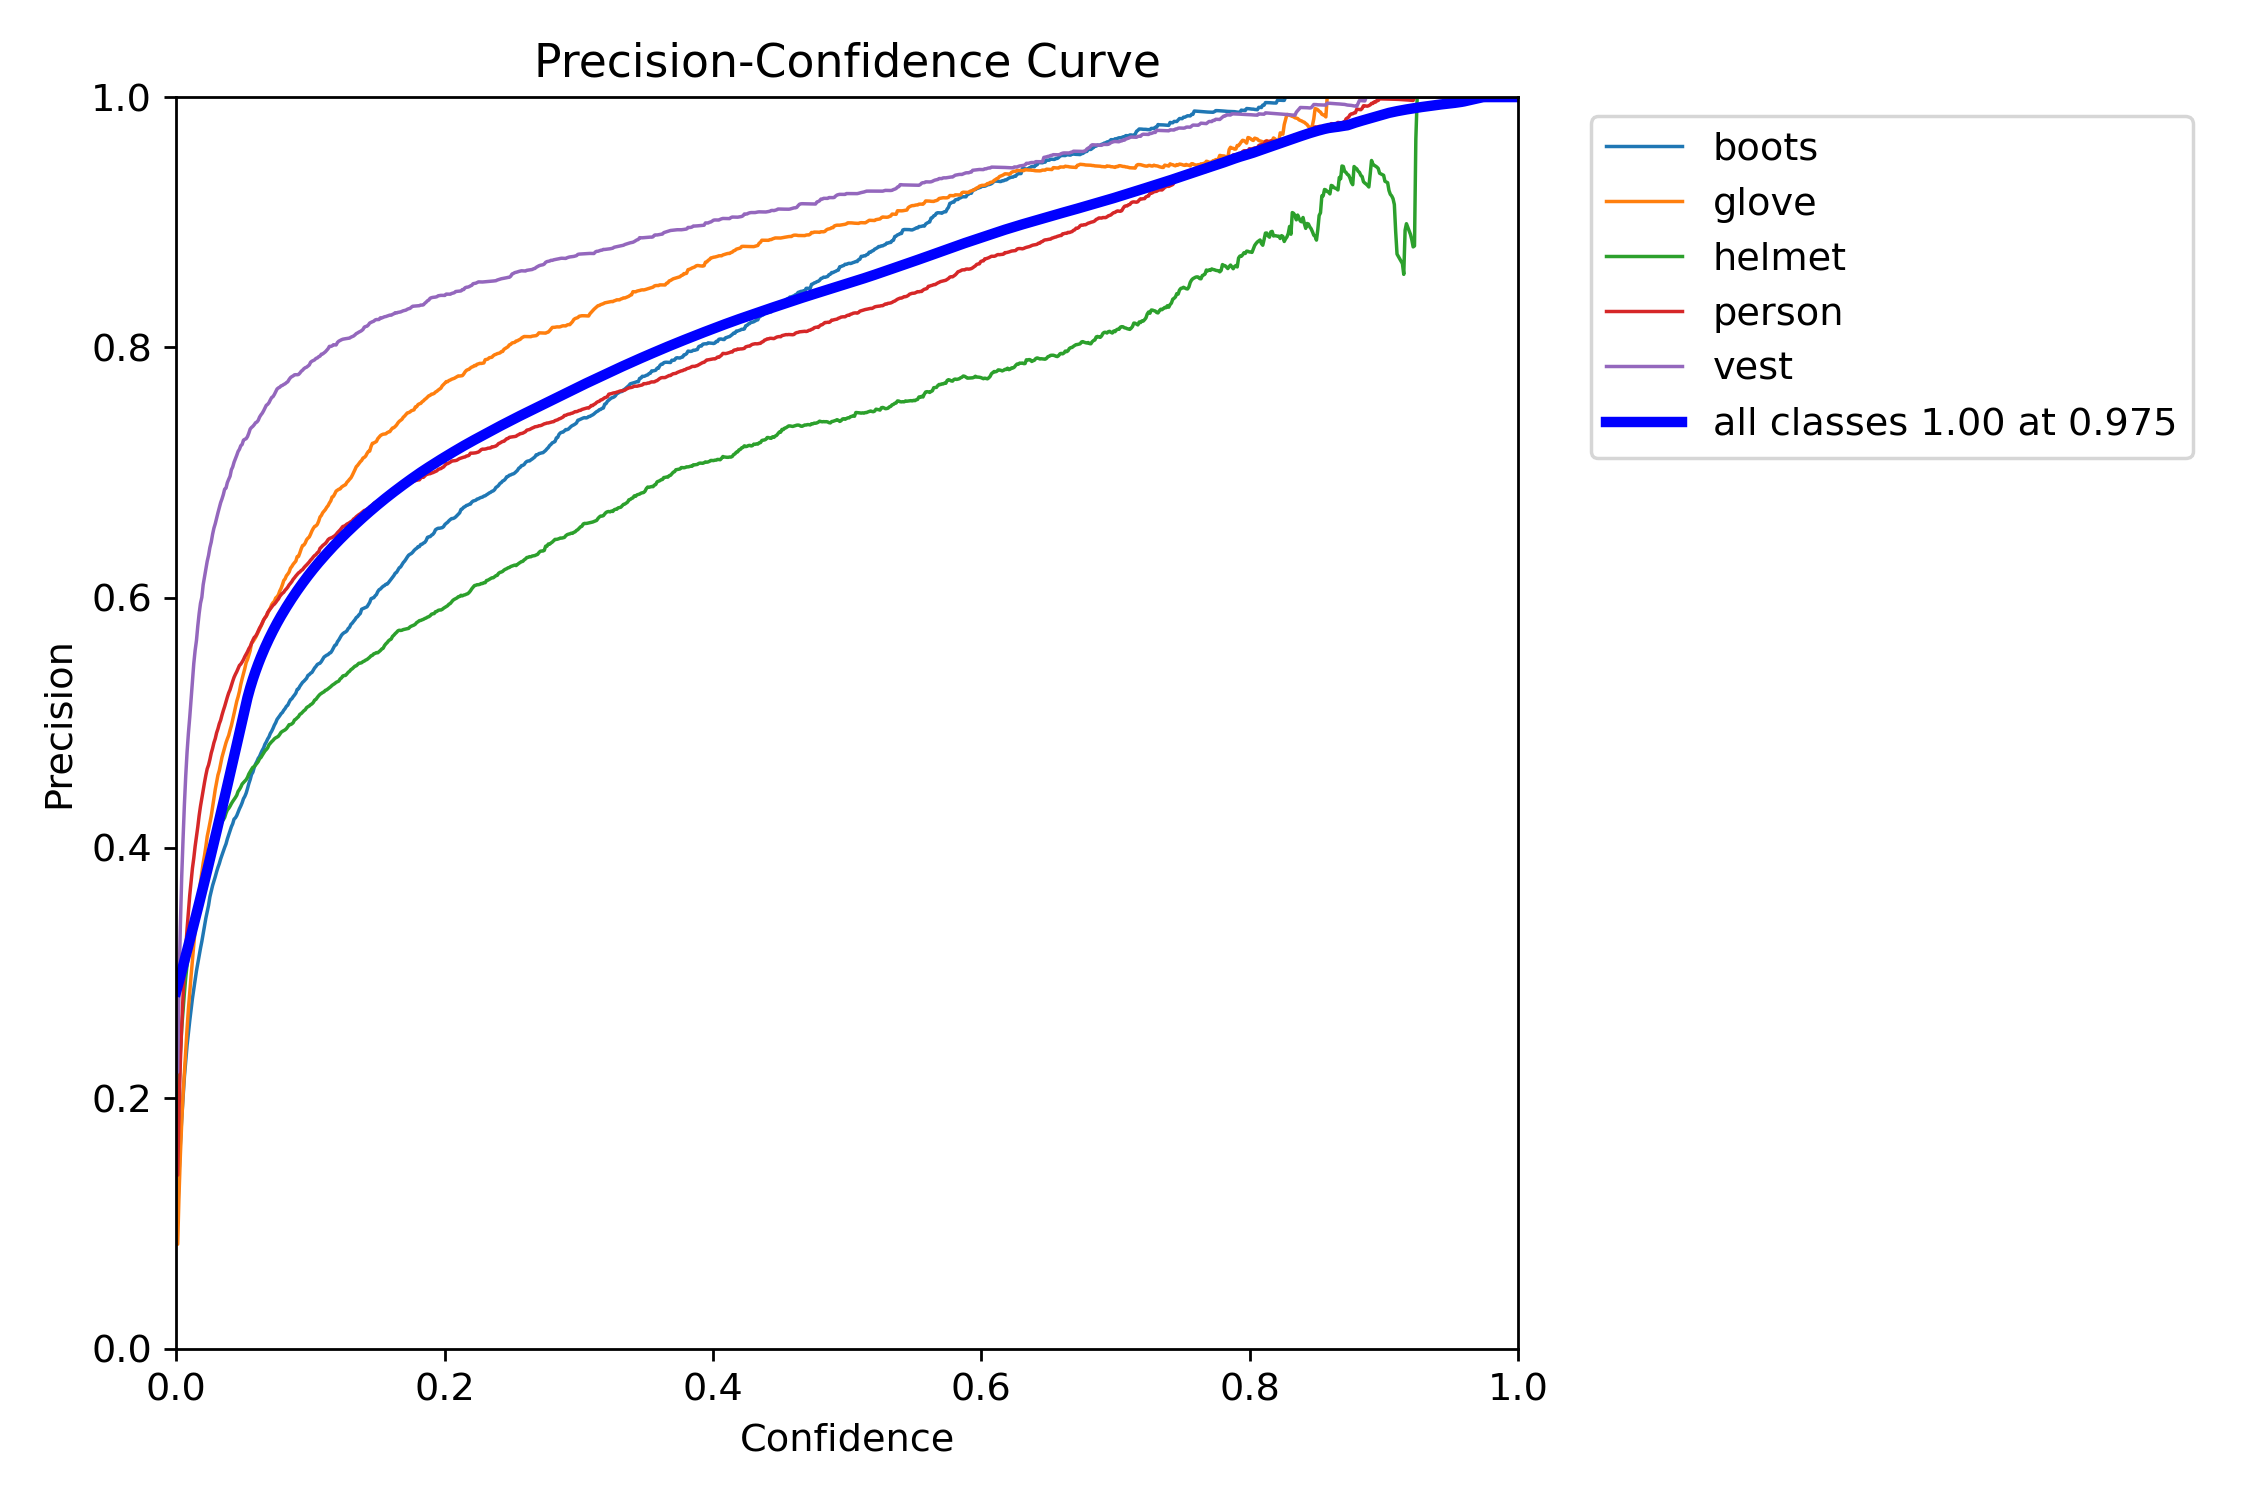 Precision-Confidence Curve
1.0
0.8
0.6
0.4
0.2
0.0
Precision
0.0 0.2 0.4 0.6 0.8 1.0
Confidence
boots
glove
helmet
person
vest
all classes 1.00 at 0.975